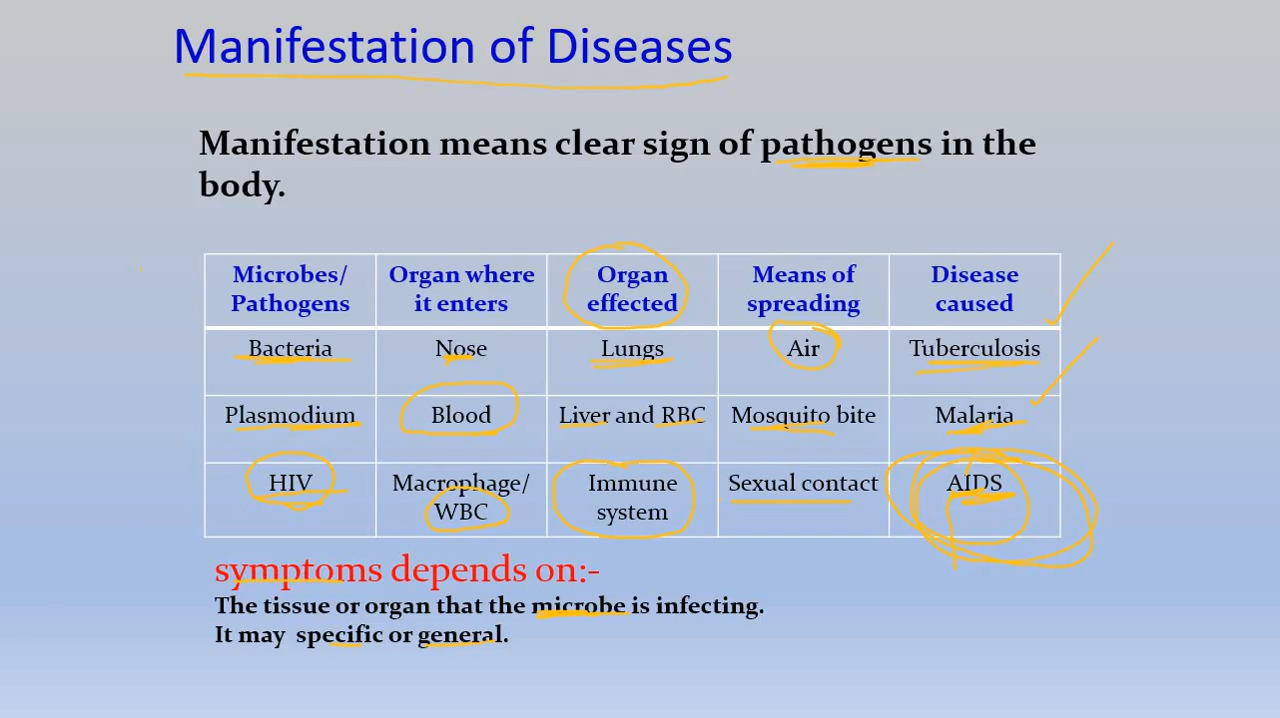 Manifestation of Diseases
Manifestation means clear sign of pathogens in the
body.
Microbes/ Organ where Organ Means of Disease
Pathogens it enters effected spreading caused
Bacteria Nose Lungs Air Tuberculosis
Plasmodium Blood Liver and RBC Mosquito bite Malaria
HIV Macrophage/ Immune Sexual contact AIDS
WBC system
symptoms depends on:-
The tissue or organ that the microbe is infecting.
It may specific or general.